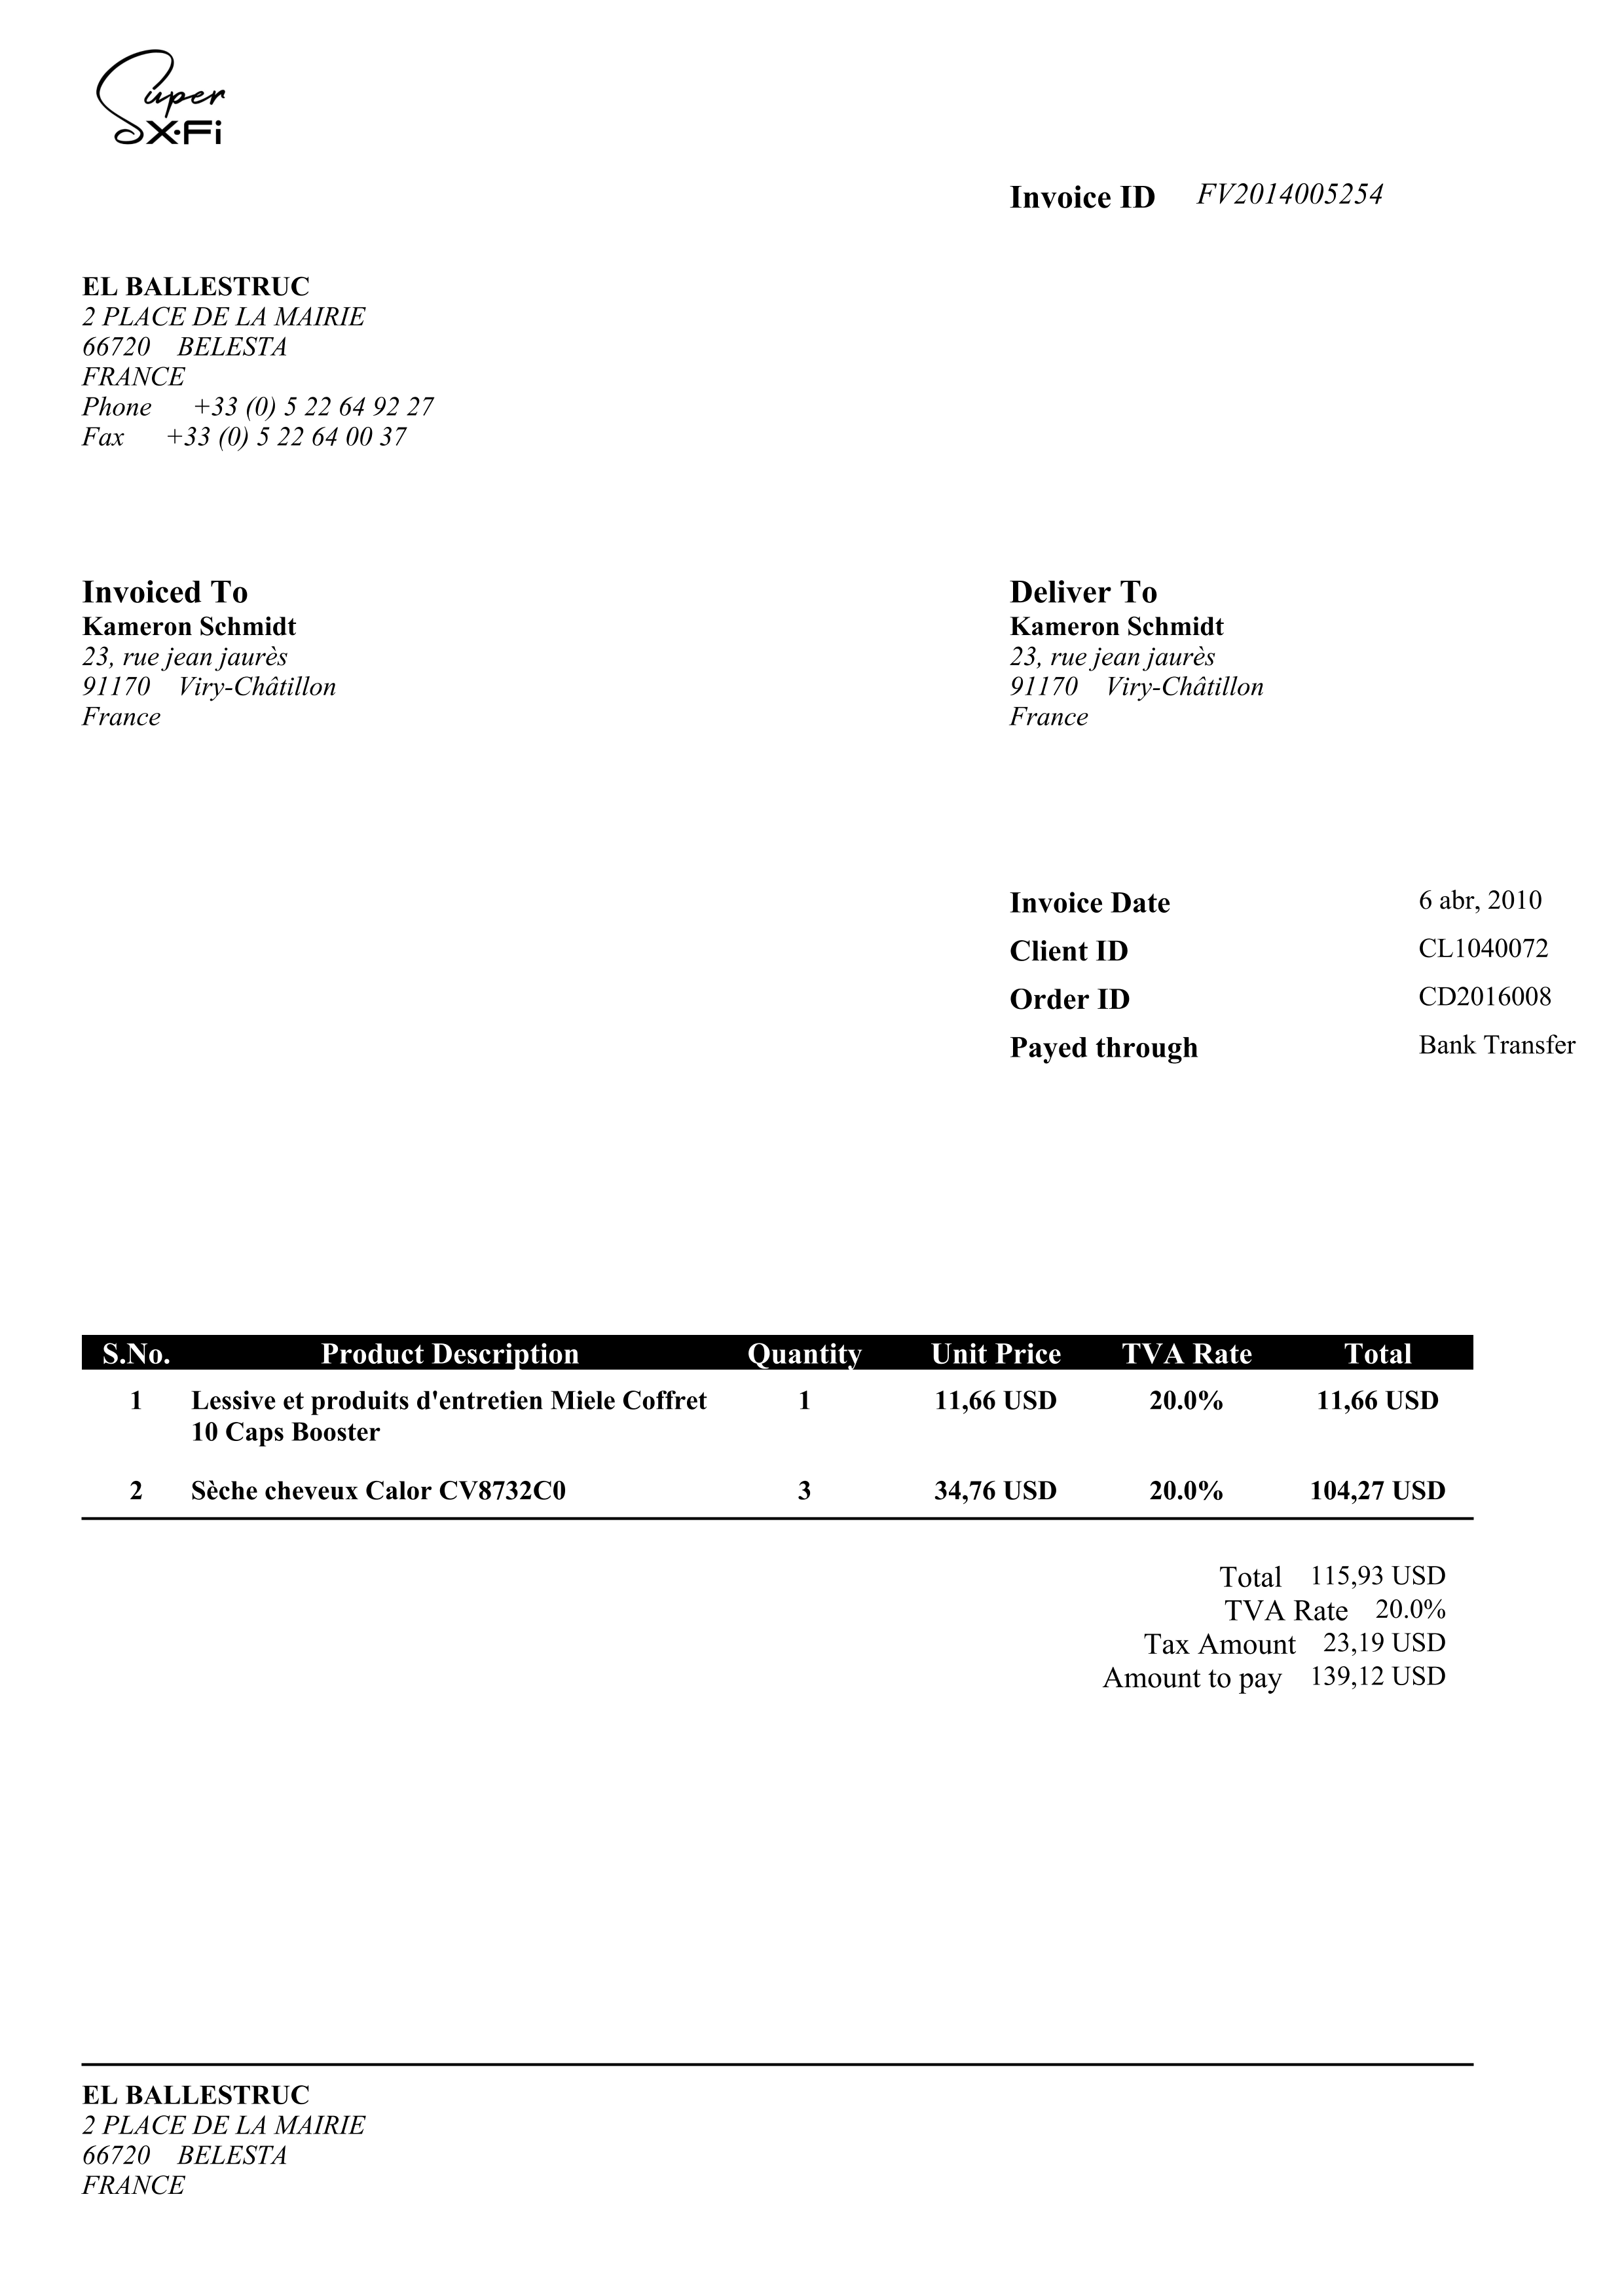 Super
X-Fi
Invoice ID FV2014005254
EL BALLESTRUC
2 PLACE DE LA MAIRIE
66720 BELESTA
FRANCE
Phone +33 (0) 5 22 64 92 27
Fax +33 (0) 5 22 64 00 37
Invoiced To
Kameron Schmidt
23, rue jean jaurès
91170 Viry-Châtillon
France
Deliver To
Kameron Schmidt
23, rue jean jaurès
91170 Viry-Châtillon
France
Invoice Date 6 abr, 2010
Client ID CL1040072
Order ID CD2016008
Payed through Bank Transfer
S.No. Product Description Quantity Unit Price TVA Rate Total
1 Lessive et produits d'entretien Miele Coffret 1 11,66 USD 20.0% 11,66 USD
10 Caps Booster
2 Sèche cheveux Calor CV8732C0 3 34,76 USD 20.0% 104,27 USD
Total 115,93 USD
TVA Rate 20.0%
Tax Amount 23,19 USD
Amount to pay 139,12 USD
EL BALLESTRUC
2 PLACE DE LA MAIRIE
66720 BELESTA
FRANCE